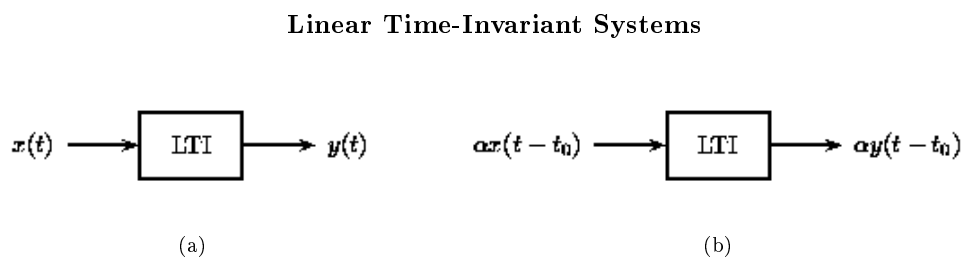 Linear Time-Invariant Systems
x(t) LTI y(t) αx(t − t₀) LTI αy(t − t₀)
(a) (b)